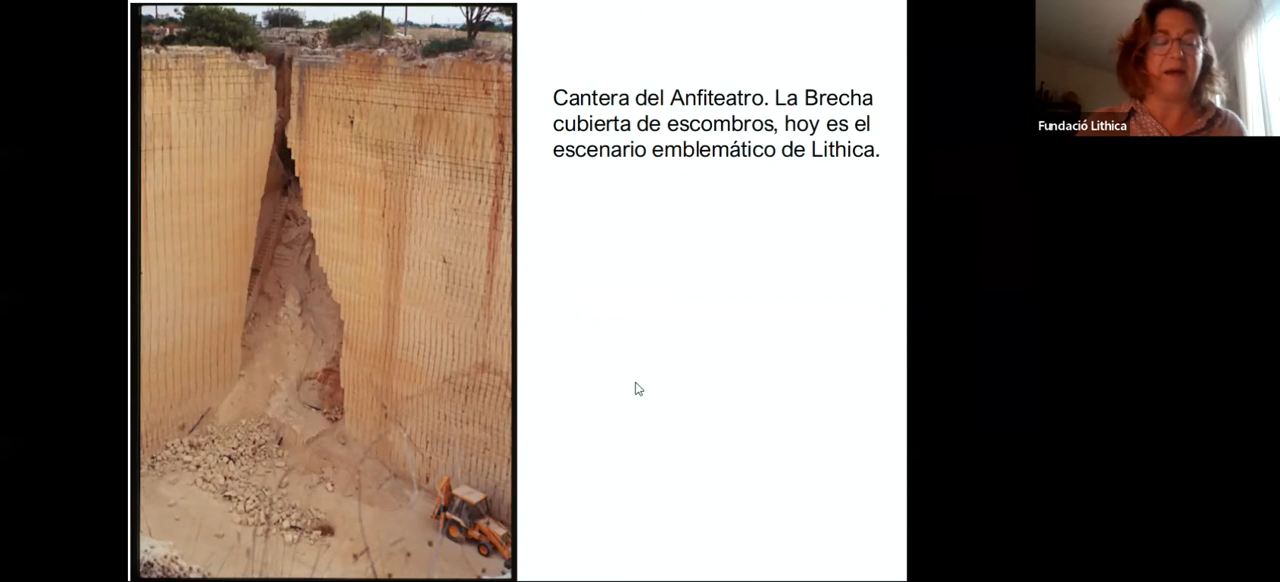 Cantera del Anfiteatro. La Brecha
cubierta de escombros, hoy es el
escenario emblemático de Lithica.
Fundació Lithica